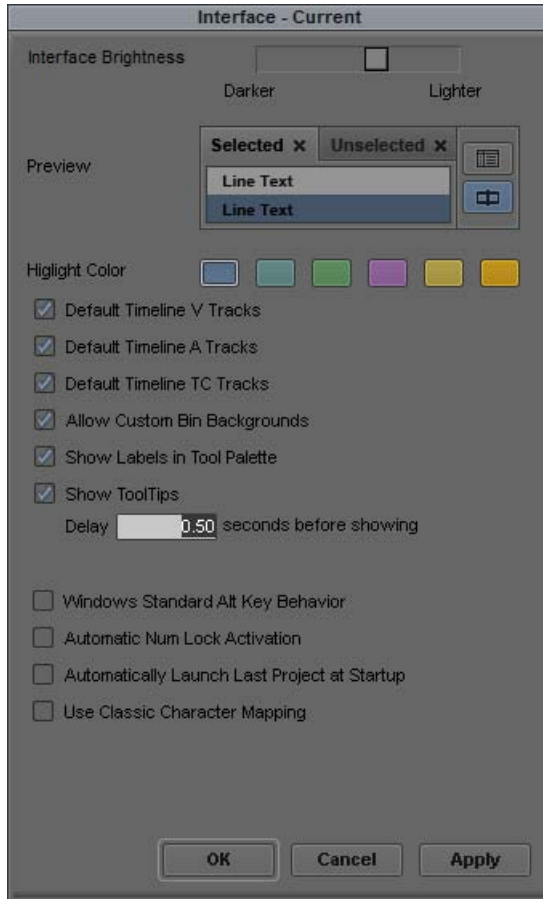 Interface - Current
Interface Brightness
Darker Lighter
Preview
Selected x Unselected x
Line Text
Line Text
Higlight Color
Default Timeline V Tracks
Default Timeline A Tracks
Default Timeline TC Tracks
Allow Custom Bin Backgrounds
Show Labels in Tool Palette
Show ToolTips
Delay 0.50 seconds before showing
Windows Standard Alt Key Behavior
Automatic Num Lock Activation
Automatically Launch Last Project at Startup
Use Classic Character Mapping
OK Cancel Apply